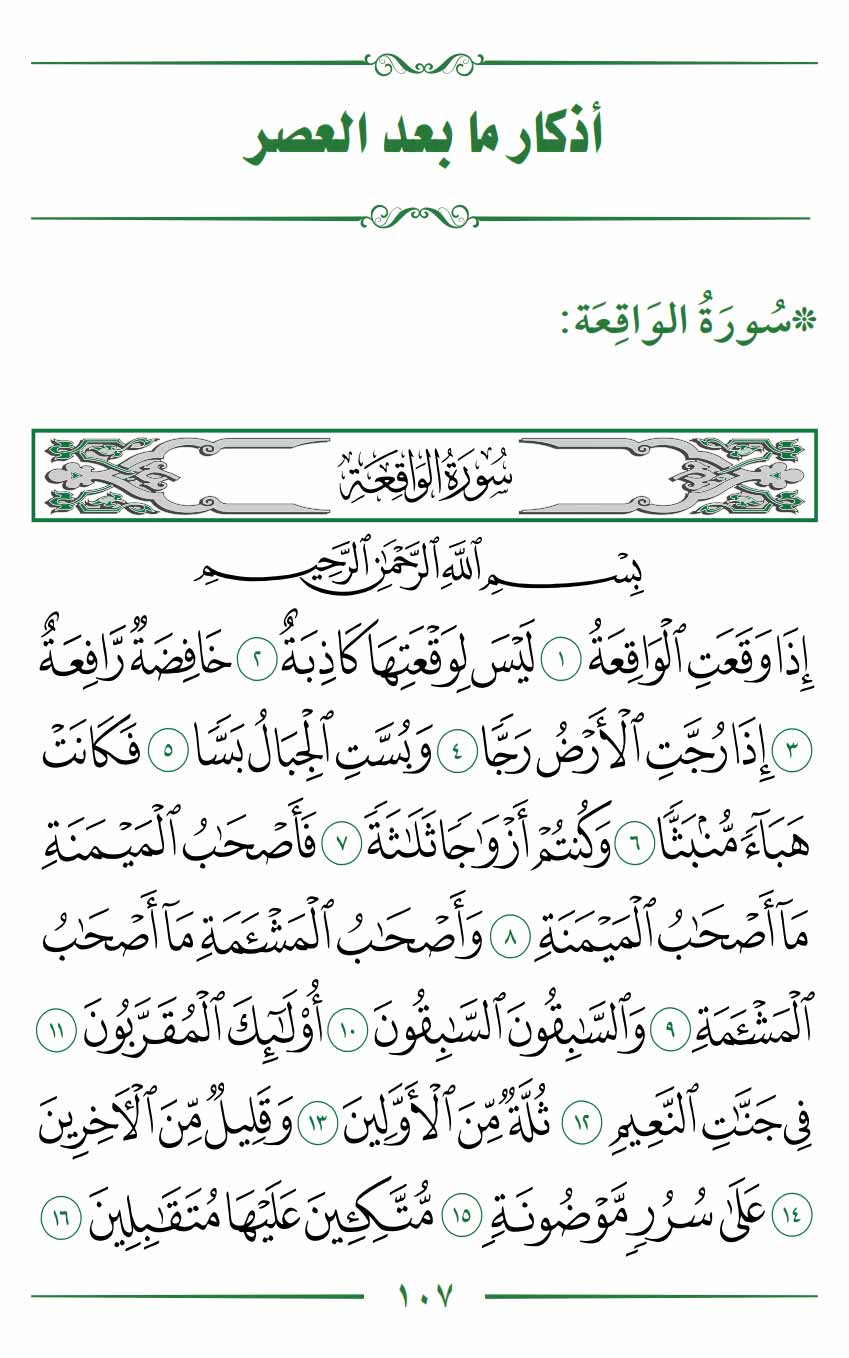 أذكار ما بعد العصر
*سُورَةُ الوَاقِعَة:
سُورَةُ الوَاقِعَةِ
بِسْمِ ٱللَّهِ ٱلرَّحْمَٰنِ ٱلرَّحِيمِ
إِذَا وَقَعَتِ ٱلْوَاقِعَةُ ١ لَيْسَ لِوَقْعَتِهَا كَاذِبَةٌ ٢ خَافِضَةٌ رَّافِعَةٌ
٣ إِذَا رُجَّتِ ٱلْأَرْضُ رَجًّا ٤ وَبُسَّتِ ٱلْجِبَالُ بَسًّا ٥ فَكَانَتْ
هَبَآءً مُّنۢبَثًّا ٦ وَكُنتُمْ أَزْوَٰجًا ثَلَٰثَةً ٧ فَأَصْحَٰبُ ٱلْمَيْمَنَةِ
مَآ أَصْحَٰبُ ٱلْمَيْمَنَةِ ٨ وَأَصْحَٰبُ ٱلْمَشْـَٔمَةِ مَآ أَصْحَٰبُ
ٱلْمَشْـَٔمَةِ ٩ وَٱلسَّٰبِقُونَ ٱلسَّٰبِقُونَ ١٠ أُو۟لَٰٓئِكَ ٱلْمُقَرَّبُونَ ١١
فِى جَنَّٰتِ ٱلنَّعِيمِ ١٢ ثُلَّةٌ مِّنَ ٱلْأَوَّلِينَ ١٣ وَقَلِيلٌ مِّنَ ٱلْـَٔاخِرِينَ
١٤ عَلَىٰ سُرُرٍ مَّوْضُونَةٍ ١٥ مُّتَّكِـِٔينَ عَلَيْهَا مُتَقَٰبِلِينَ ١٦
١٠٧